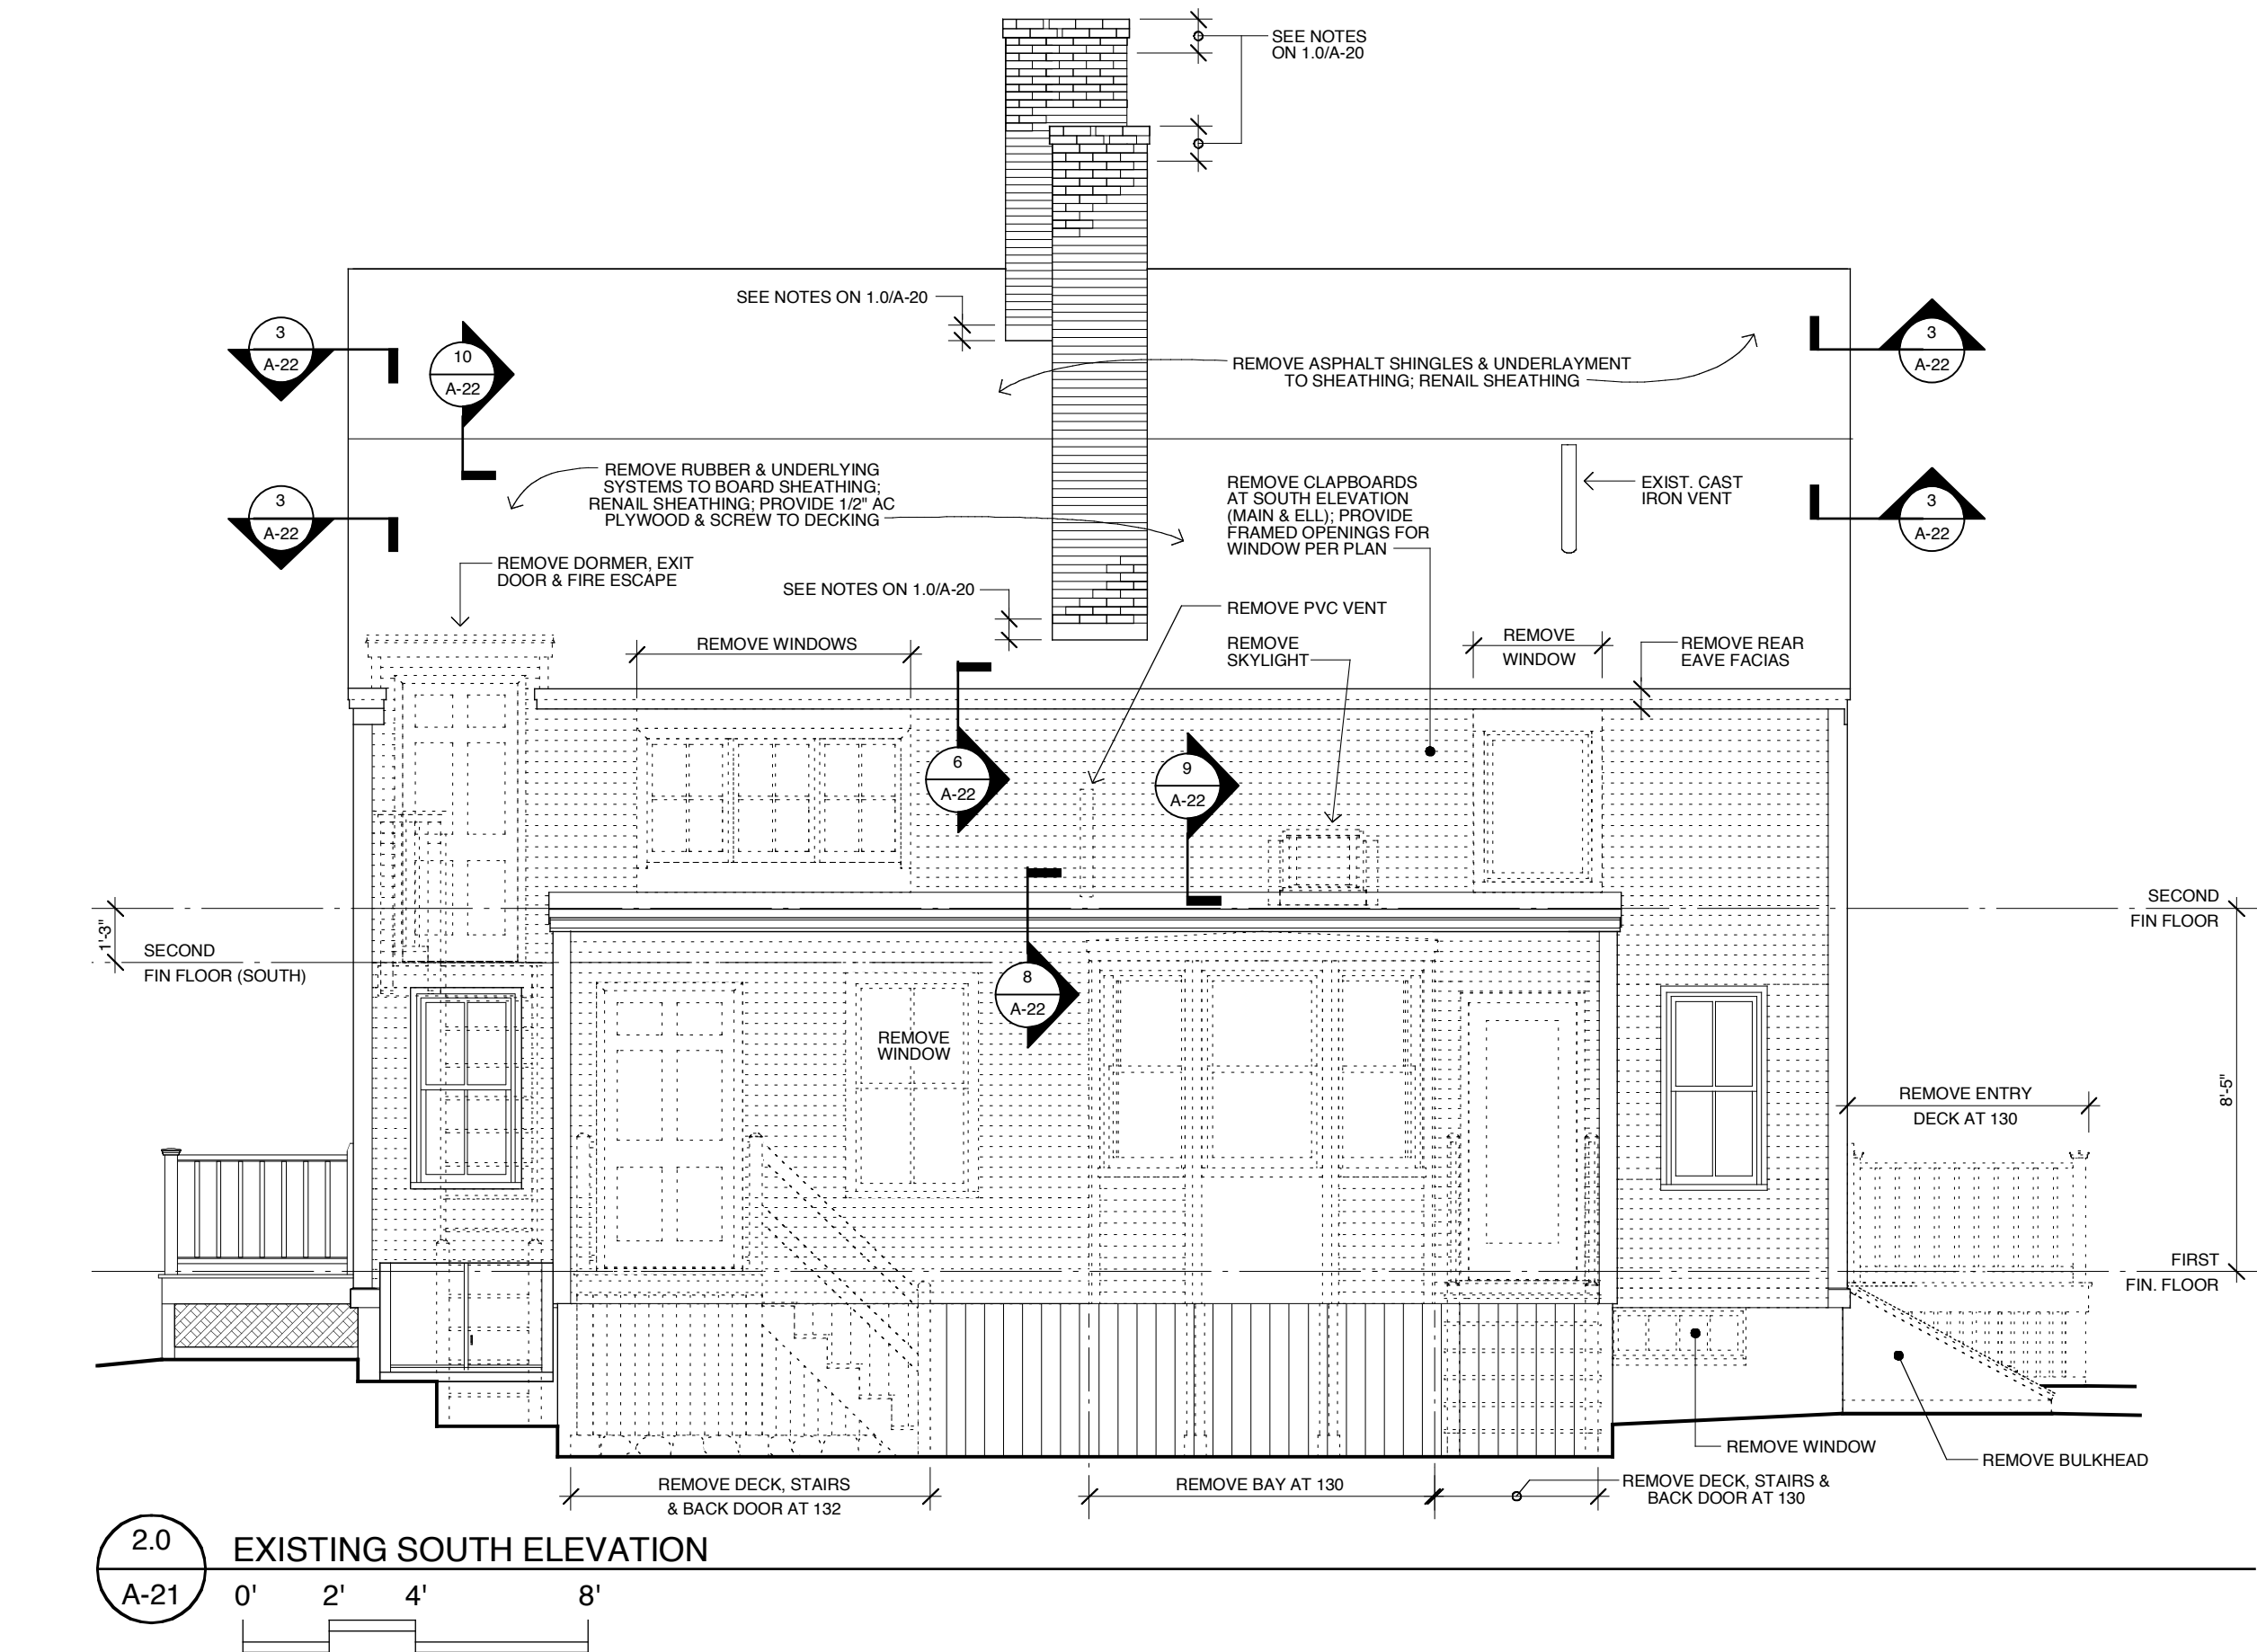 SEE NOTES
ON 1.0/A-20
SEE NOTES ON 1.0/A-20
3
A-22
10
A-22
REMOVE ASPHALT SHINGLES & UNDERLAYMENT
TO SHEATHING; RENAIL SHEATHING
3
A-22
REMOVE RUBBER & UNDERLYING
SYSTEMS TO BOARD SHEATHING;
RENAIL SHEATHING; PROVIDE 1/2" AC
PLYWOOD & SCREW TO DECKING
REMOVE CLAPBOARDS
AT SOUTH ELEVATION
(MAIN & ELL); PROVIDE
FRAMED OPENINGS FOR
WINDOW PER PLAN
EXIST. CAST
IRON VENT
3
A-22
3
A-22
REMOVE DORMER, EXIT
DOOR & FIRE ESCAPE
SEE NOTES ON 1.0/A-20
REMOVE PVC VENT
REMOVE WINDOWS
REMOVE
SKYLIGHT
REMOVE
WINDOW
REMOVE REAR
EAVE FACIAS
6
A-22
9
A-22
1'-3"
SECOND
FIN FLOOR (SOUTH)
SECOND
FIN FLOOR
8
A-22
REMOVE
WINDOW
8'-5"
REMOVE ENTRY
DECK AT 130
FIRST
FIN. FLOOR
REMOVE WINDOW
REMOVE BULKHEAD
REMOVE DECK, STAIRS
& BACK DOOR AT 132
REMOVE BAY AT 130
REMOVE DECK, STAIRS &
BACK DOOR AT 130
2.0
A-21
EXISTING SOUTH ELEVATION
0' 2' 4' 8'